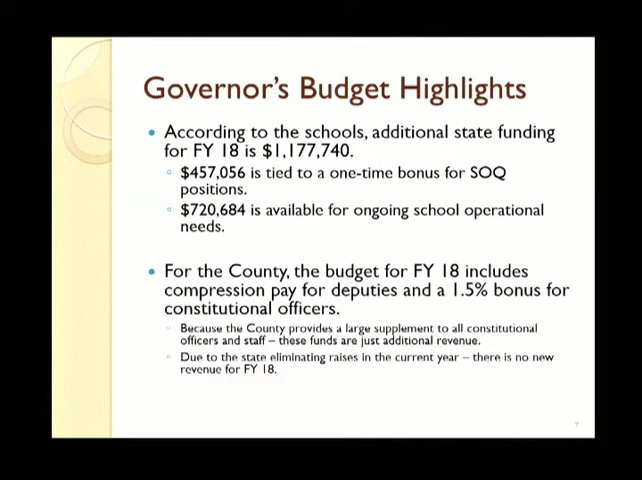 Governor's Budget Highlights
• According to the schools, additional state funding
for FY 18 is $1,177,740.
◦ $457,056 is tied to a one-time bonus for SOQ
positions.
◦ $720,684 is available for ongoing school operational
needs.
• For the County, the budget for FY 18 includes
compression pay for deputies and a 1.5% bonus for
constitutional officers.
◦ Because the County provides a large supplement to all constitutional
officers and staff – these funds are just additional revenue.
◦ Due to the state eliminating raises in the current year – there is no new
revenue for FY 18.
7